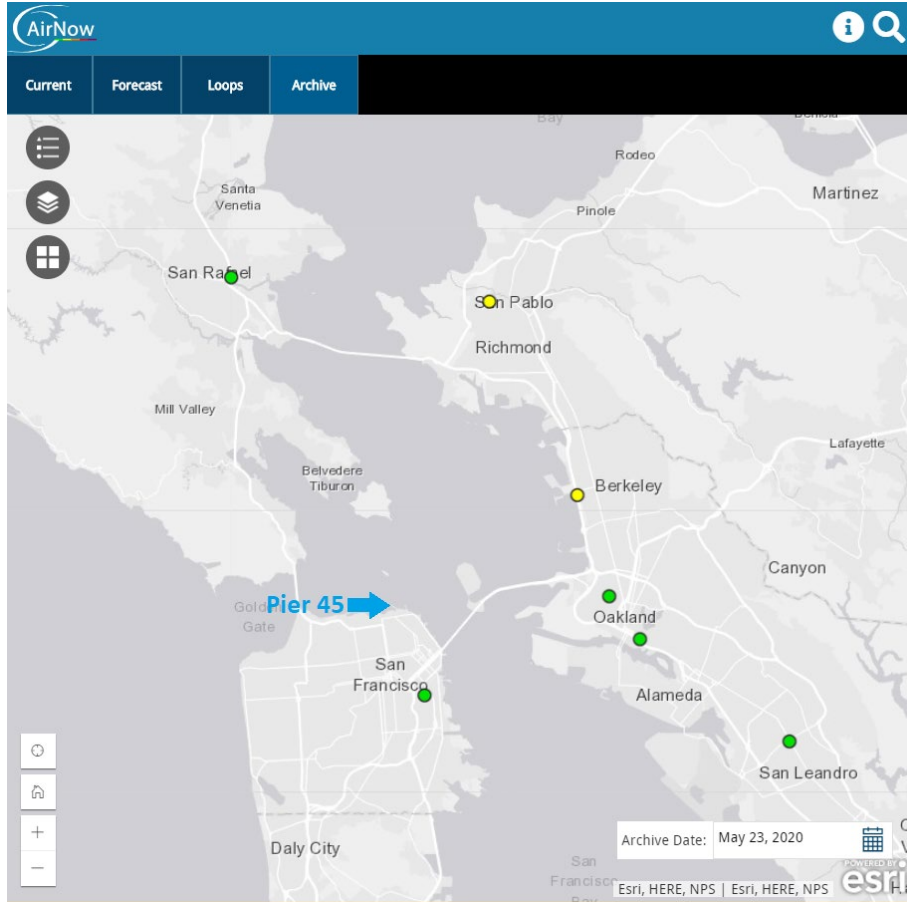 AirNow
Current
Forecast
Loops
Archive
Bay
Rodeo
Martinez
Santa
Venetia
Pinole
San Rafael
San Pablo
Richmond
Mill Valley
Lafayette
Belvedere
Tiburon
Berkeley
Canyon
Pier 45
Gate
Oakland
San
Francisco
Alameda
San Leandro
Daly City
Archive Date: May 23, 2020
San
Francisco
Bay
POWERED BY
esri
Esri, HERE, NPS | Esri, HERE, NPS